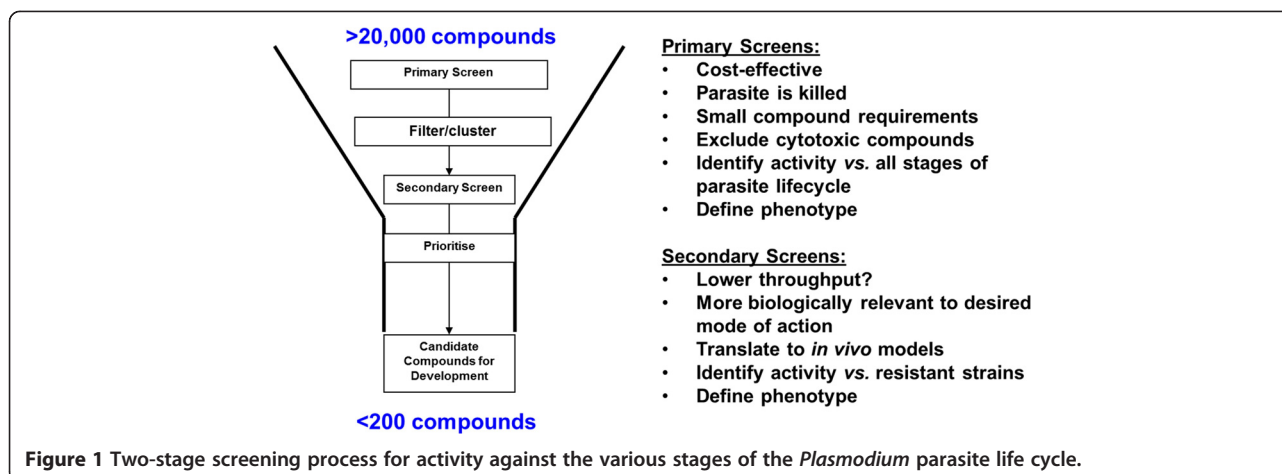 >20,000 compounds
Primary Screen
Filter/cluster
Secondary Screen
Prioritise
Candidate
Compounds for
Development
<200 compounds
Primary Screens:
• Cost-effective
• Parasite is killed
• Small compound requirements
• Exclude cytotoxic compounds
• Identify activity vs. all stages of
parasite lifecycle
• Define phenotype
Secondary Screens:
• Lower throughput?
• More biologically relevant to desired
mode of action
• Translate to in vivo models
• Identify activity vs. resistant strains
• Define phenotype
Figure 1 Two-stage screening process for activity against the various stages of the Plasmodium parasite life cycle.